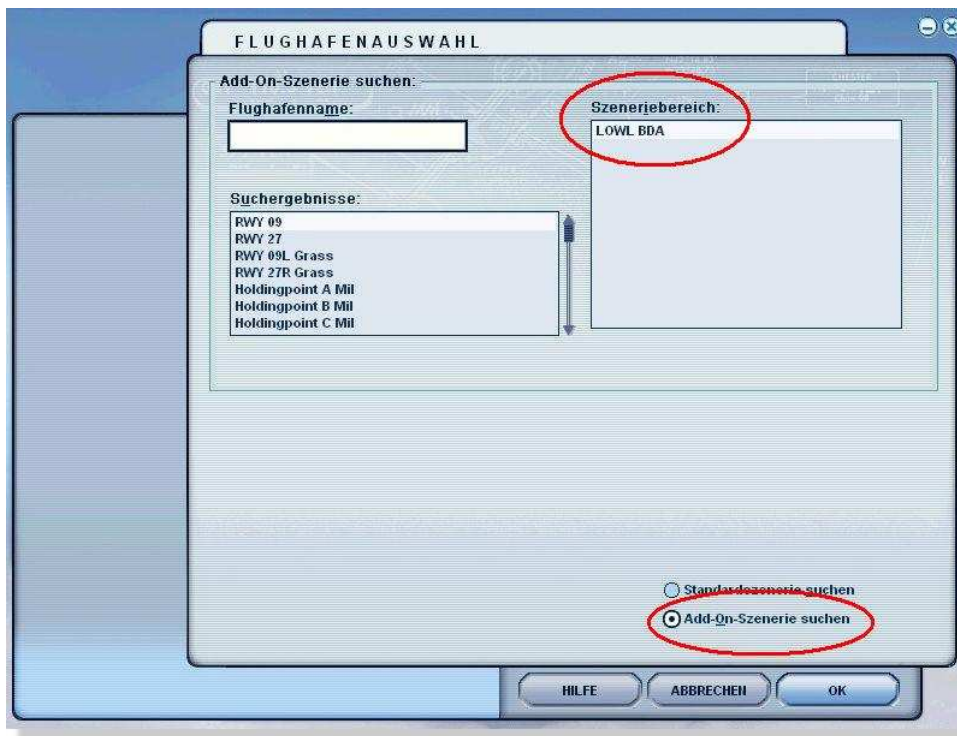 FLUGHAFENAUSWAHL
Add-On-Szenerie suchen:
Flughafenname:
Szeneriebereich:
LOWL BDA
Suchergebnisse:
RWY 09
RWY 27
RWY 09L Grass
RWY 27R Grass
Holdingpoint A Mil
Holdingpoint B Mil
Holdingpoint C Mil
Standardszenerie suchen
Add-On-Szenerie suchen
HILFE
ABBRECHEN
OK